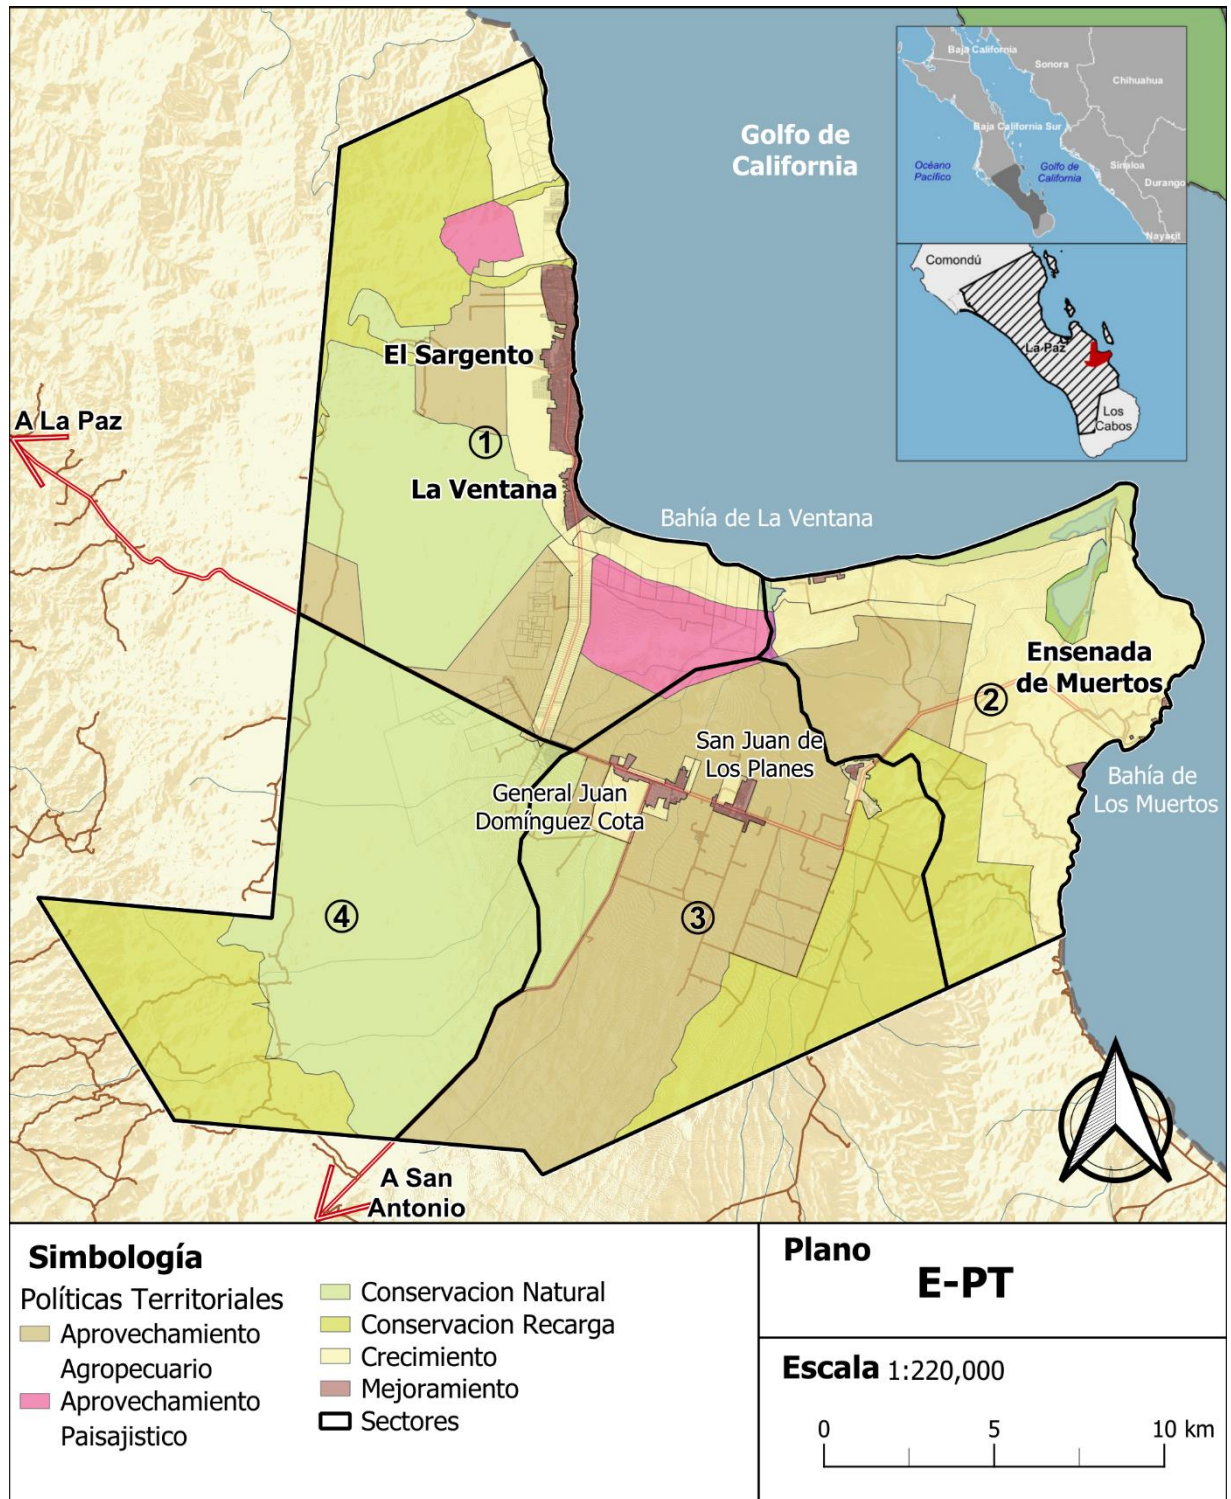 Golfo de
California
Baja California
Sonora
Chihuahua
Baja California Sur
Océano
Pacífico
Golfo de
California
Sinaloa
Durango
Nayarit
Comondú
La Paz
Los
Cabos
El Sargento
A La Paz
①
La Ventana
Bahía de La Ventana
Ensenada
de Muertos
②
San Juan de
Los Planes
General Juan
Domínguez Cota
Bahía de
Los Muertos
④
③
A San
Antonio
Simbología
Políticas Territoriales
Aprovechamiento
Agropecuario
Aprovechamiento
Paisajistico
Conservacion Natural
Conservacion Recarga
Crecimiento
Mejoramiento
Sectores
Plano
E-PT
Escala 1:220,000
0 5 10 km